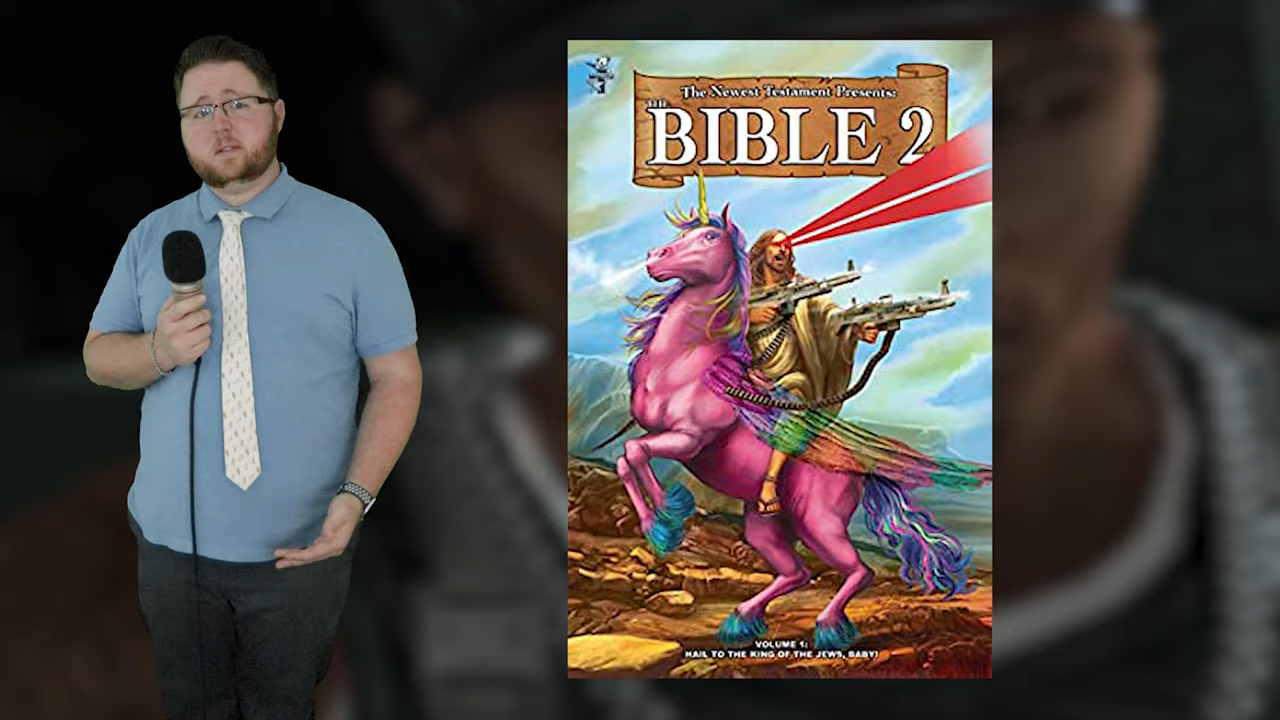 The Newest Testament Presents:
THE
BIBLE 2
VOLUME 1:
HAIL TO THE KING OF THE JEWS, BABY!